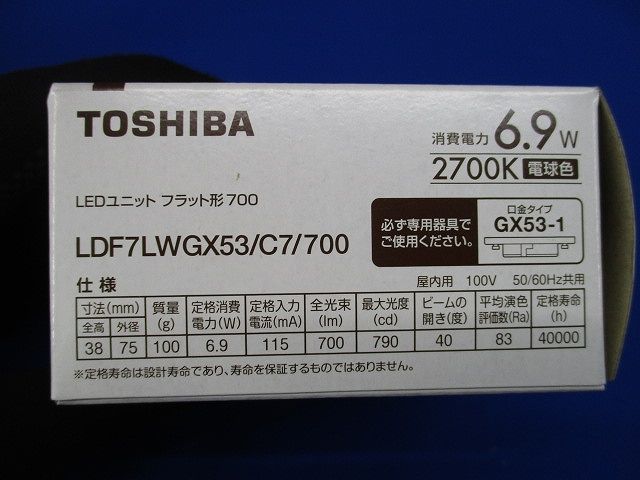 TOSHIBA
消費電力 6.9W
2700K 電球色
LEDユニット フラット形700
LDF7LWGX53/C7/700
必ず専用器具で
ご使用ください。
口金タイプ
GX53-1
仕様
屋内用 100V 50/60Hz共用
寸法(mm) 質量(g) 定格消費電力(W) 定格入力電流(mA) 全光束(lm) 最大光度(cd) ビームの開き(度) 平均演色評価数(Ra) 定格寿命(h)
全高 外径
38 75 100 6.9 115 700 790 40 83 40000
※定格寿命は設計寿命であり、寿命を保証するものではありません。